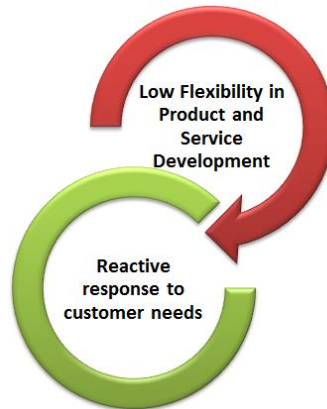 Low Flexibility in
Product and
Service
Development
Reactive
response to
customer needs